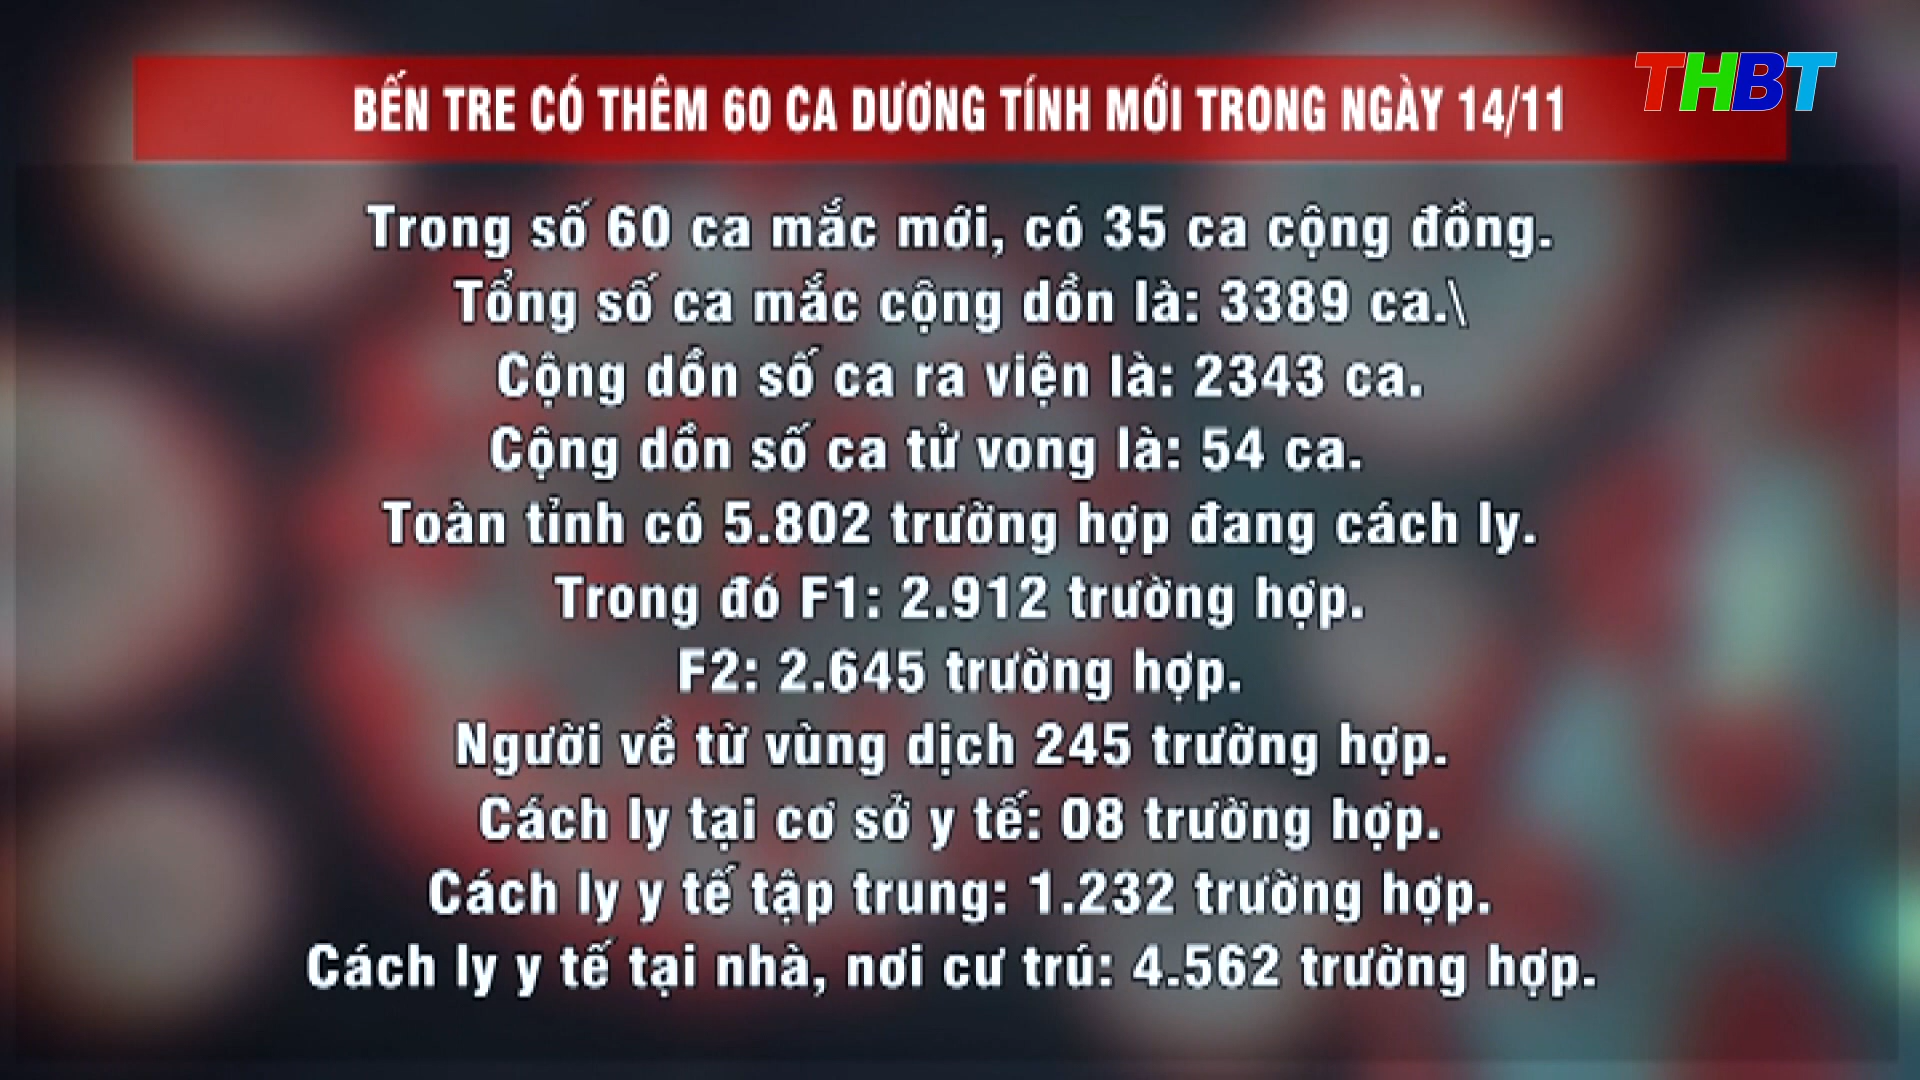 THBT
BẾN TRE CÓ THÊM 60 CA DƯƠNG TÍNH MỚI TRONG NGÀY 14/11
Trong số 60 ca mắc mới, có 35 ca cộng đồng.
Tổng số ca mắc cộng dồn là: 3389 ca.\
Cộng dồn số ca ra viện là: 2343 ca.
Cộng dồn số ca tử vong là: 54 ca.
Toàn tỉnh có 5.802 trường hợp đang cách ly.
Trong đó F1: 2.912 trường hợp.
F2: 2.645 trường hợp.
Người về từ vùng dịch 245 trường hợp.
Cách ly tại cơ sở y tế: 08 trường hợp.
Cách ly y tế tập trung: 1.232 trường hợp.
Cách ly y tế tại nhà, nơi cư trú: 4.562 trường hợp.